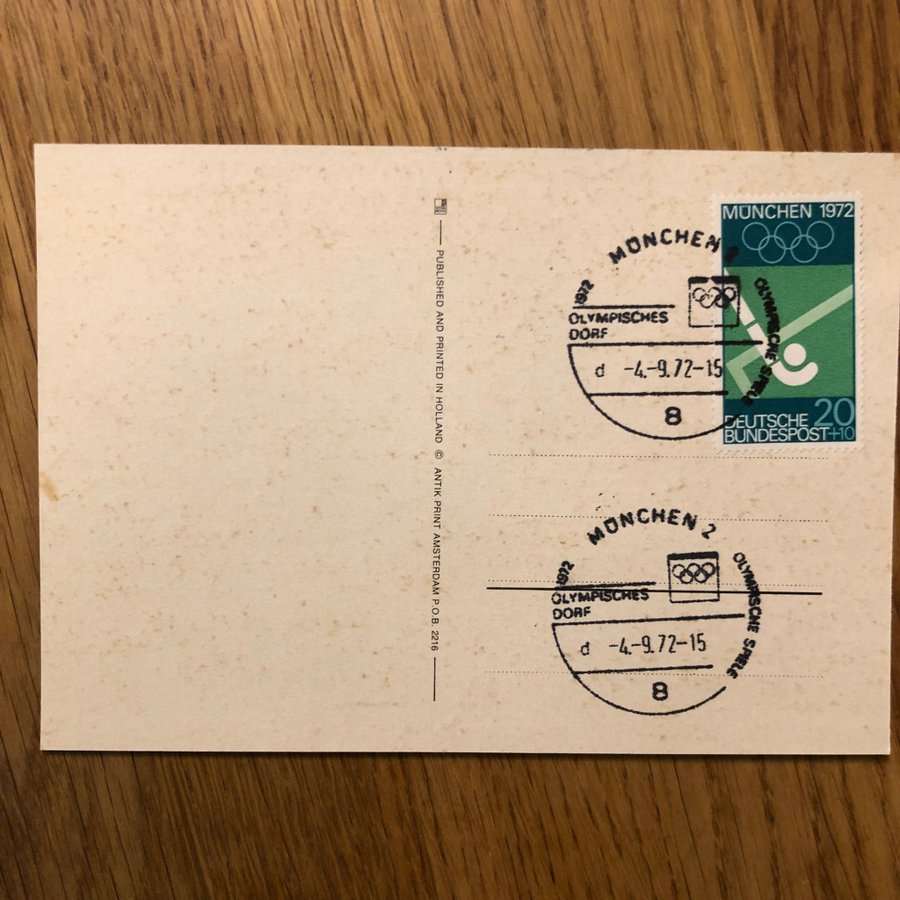 PUBLISHED AND PRINTED IN HOLLAND © ANTIK PRINT AMSTERDAM P.O.B. 2216
MÜNCHEN 1972
DEUTSCHE 20
BUNDESPOST+10
MÜNCHEN
OLYMPISCHE SPIELE
1972
OLYMPISCHES
DORF
d -4.-9.72-15
8
MÜNCHEN 2
OLYMPISCHE SPIELE
1972
OLYMPISCHES
DORF
d -4.-9.72-15
8